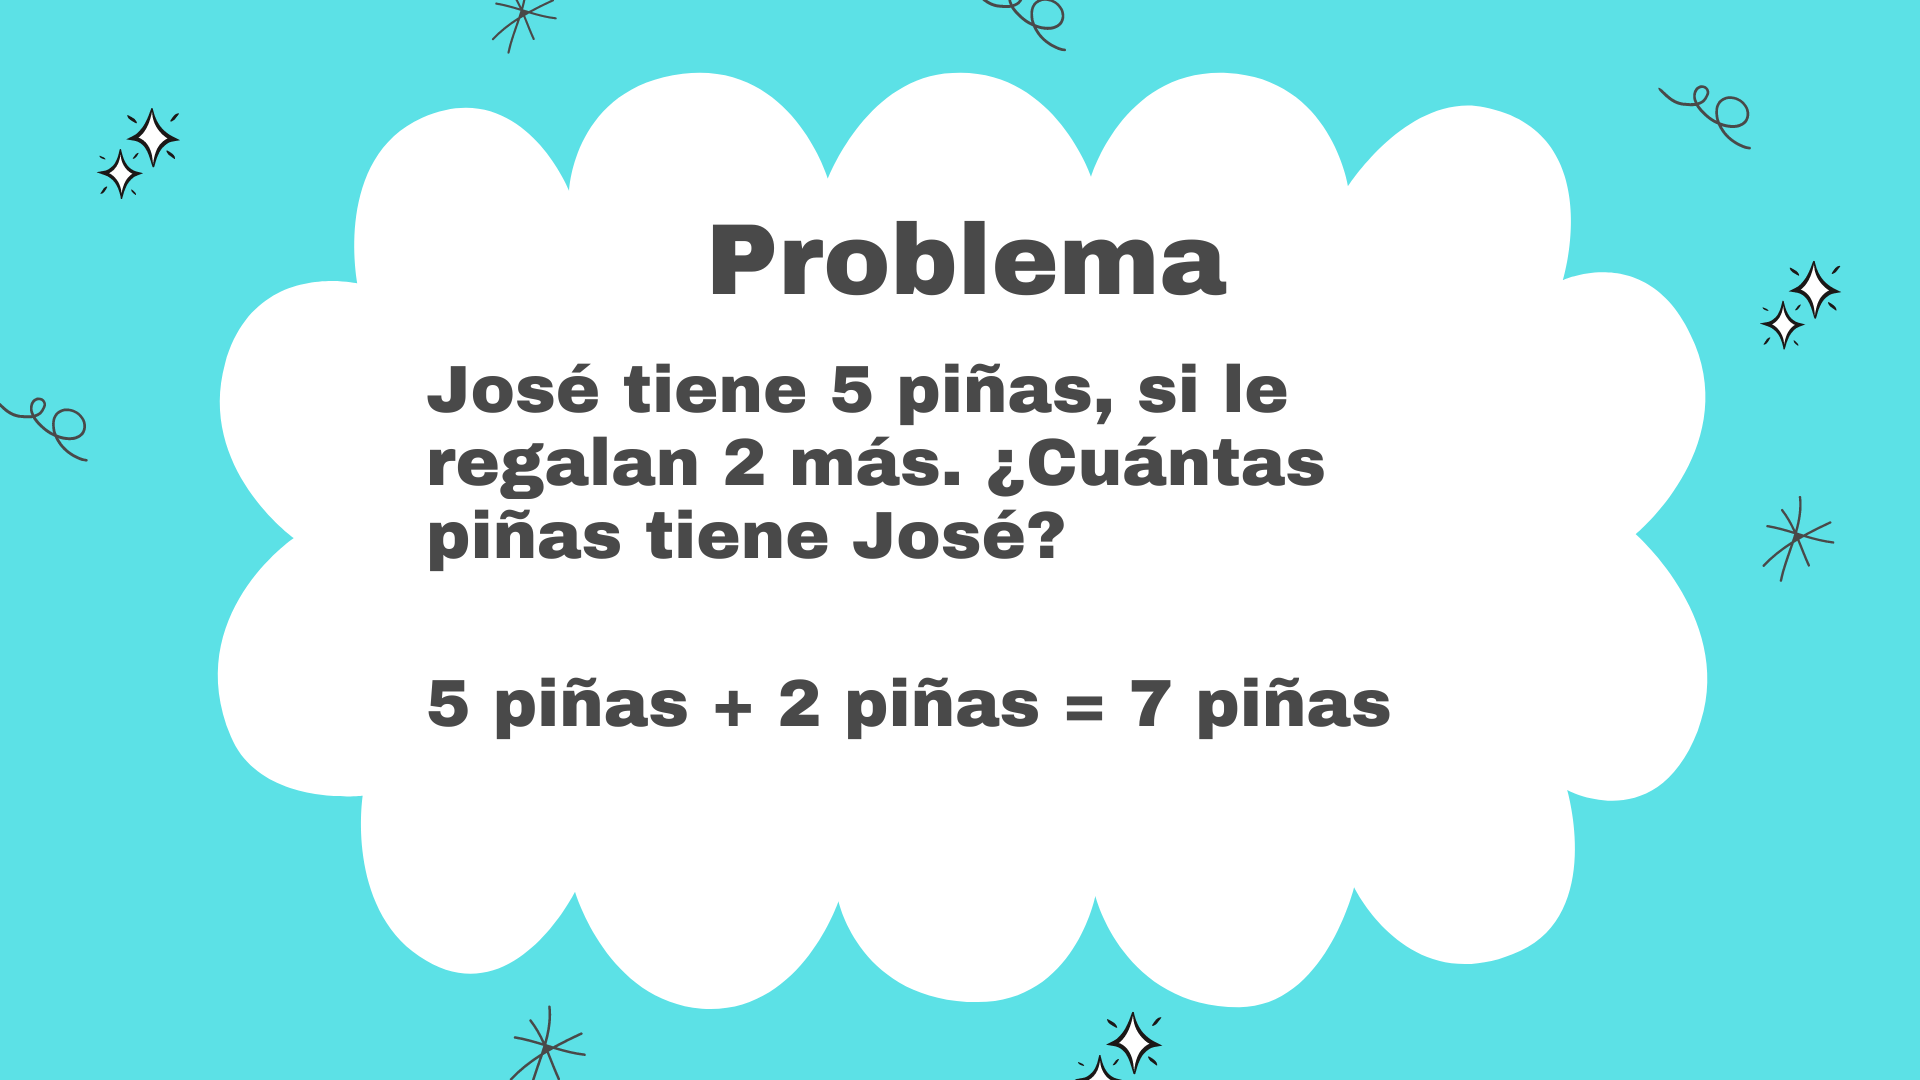 Problema
José tiene 5 piñas, si le
regalan 2 más. ¿Cuántas
piñas tiene José?
5 piñas + 2 piñas = 7 piñas